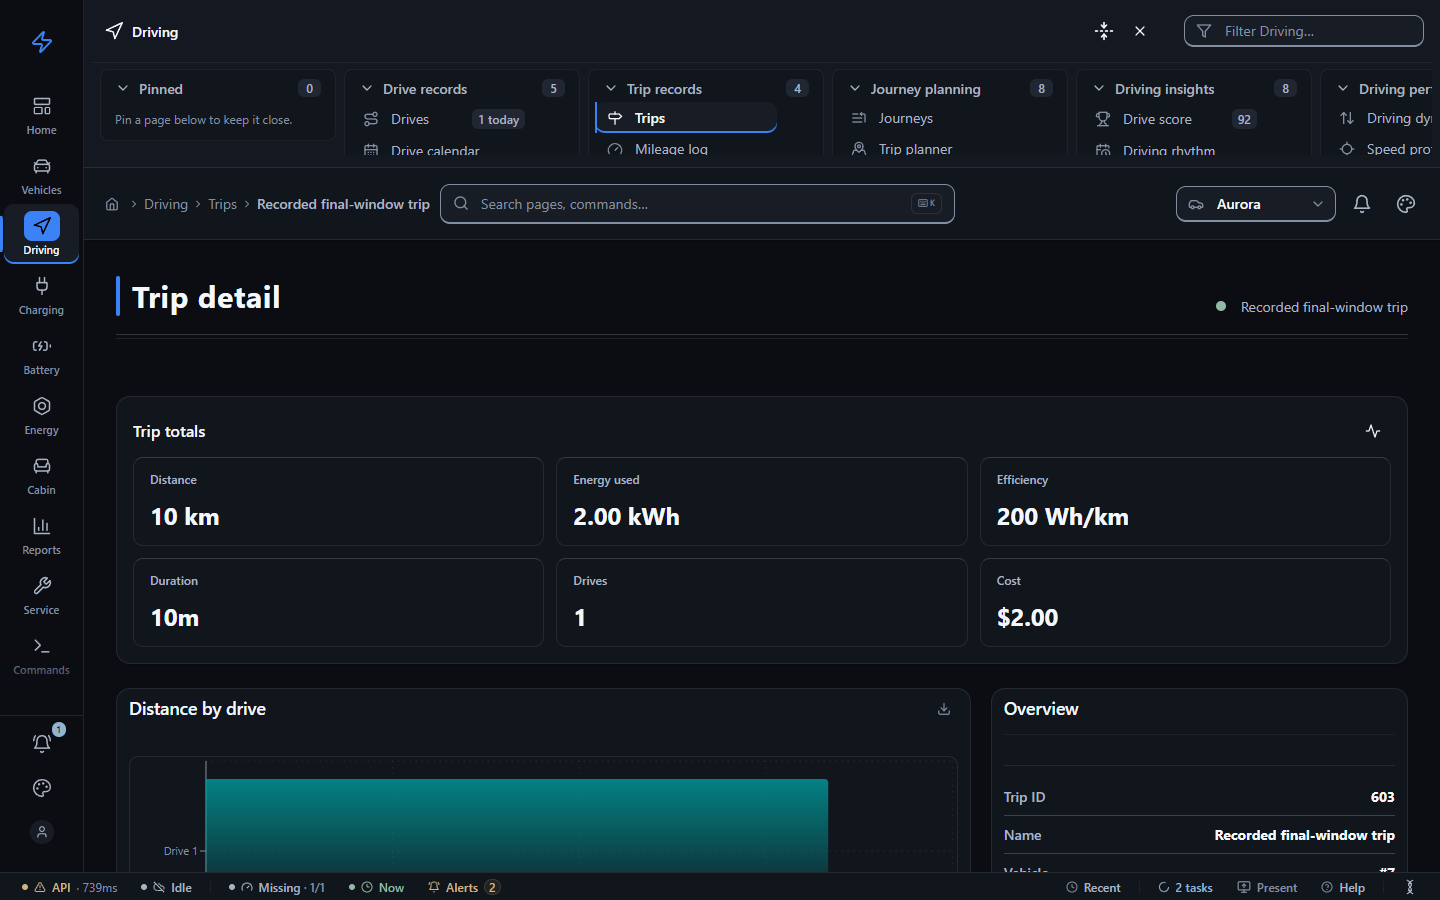 Driving
Filter Driving...
Pinned 0
Pin a page below to keep it close.
Drive records 5
Drives 1 today
Drive calendar
Trip records 4
Trips
Mileage log
Journey planning 8
Journeys
Trip planner
Driving insights 8
Drive score 92
Driving rhythm
Driving per
Driving dy
Speed pro
Home
Vehicles
Driving
Charging
Battery
Energy
Cabin
Reports
Service
Commands
1
Driving > Trips > Recorded final-window trip
Search pages, commands...
K
Aurora
Trip detail
Recorded final-window trip
Trip totals
Distance
10 km
Energy used
2.00 kWh
Efficiency
200 Wh/km
Duration
10m
Drives
1
Cost
$2.00
Distance by drive
Drive 1
Overview
Trip ID 603
Name Recorded final-window trip
Vehicle #7
API · 739ms
Idle
Missing · 1/1
Now
Alerts 2
Recent
2 tasks
Present
Help